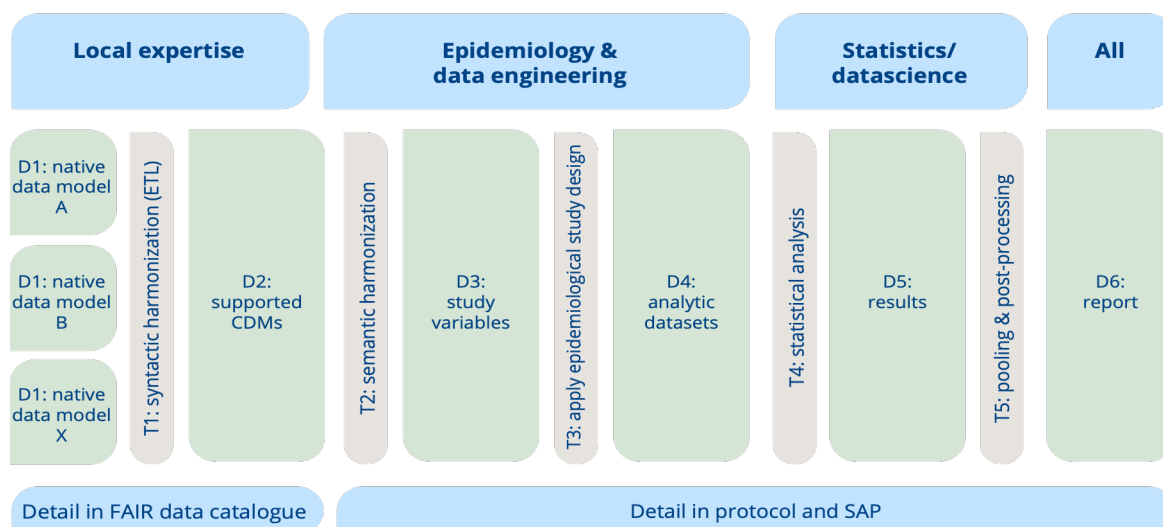 Local expertise
Epidemiology &
data engineering
Statistics/
datascience
All
D1: native
data model
A
D1: native
data model
B
D1: native
data model
X
T1: syntactic harmonization (ETL)
D2:
supported
CDMs
T2: semantic harmonization
D3:
study
variables
T3: apply epidemiological study design
D4:
analytic
datasets
T4: statistical analysis
D5:
results
T5: pooling & post-processing
D6:
report
Detail in FAIR data catalogue
Detail in protocol and SAP